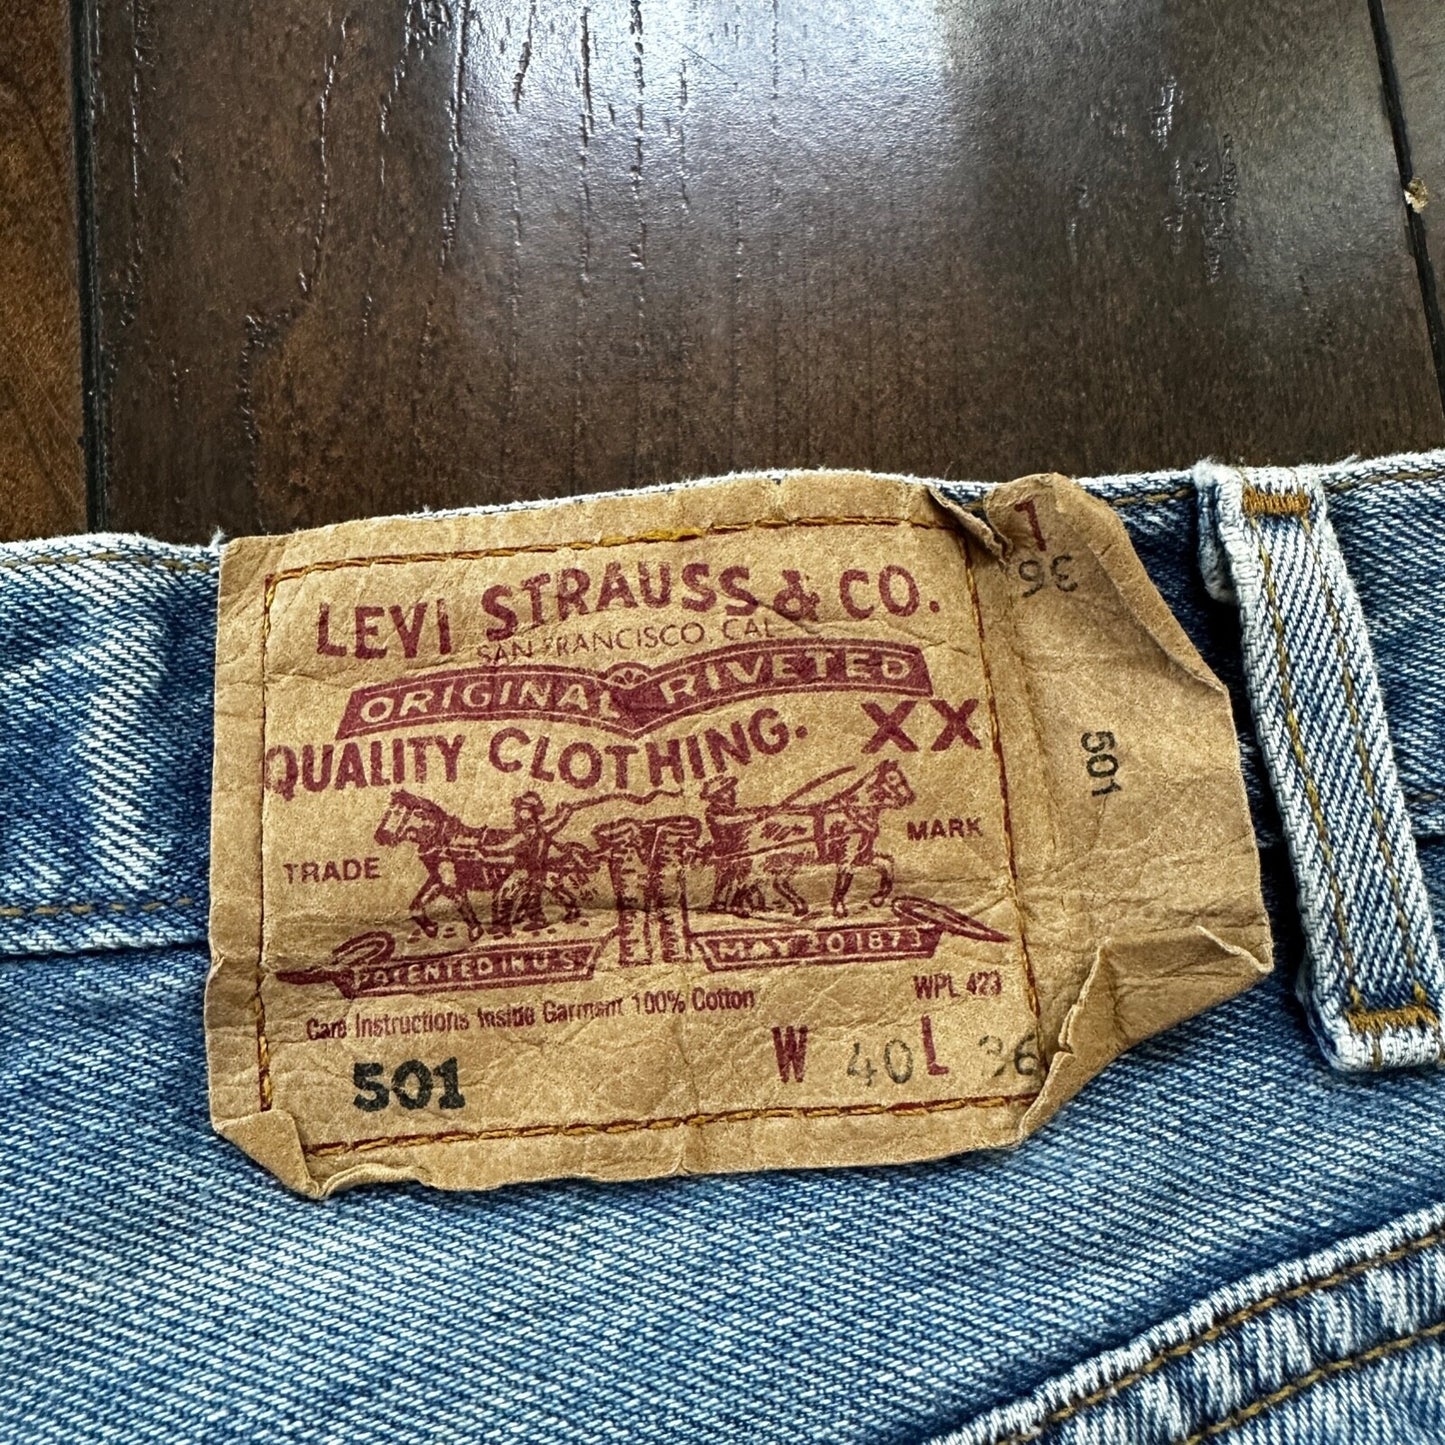 LEVI STRAUSS & CO.
SAN FRANCISCO CAL
ORIGINAL RIVETED
QUALITY CLOTHING. XX
TRADE MARK
PATENTED IN U.S. MAY 20 1873
WPL 423
Care Instructions Inside Garment 100% Cotton
501
W 40 L 36
L
36
501